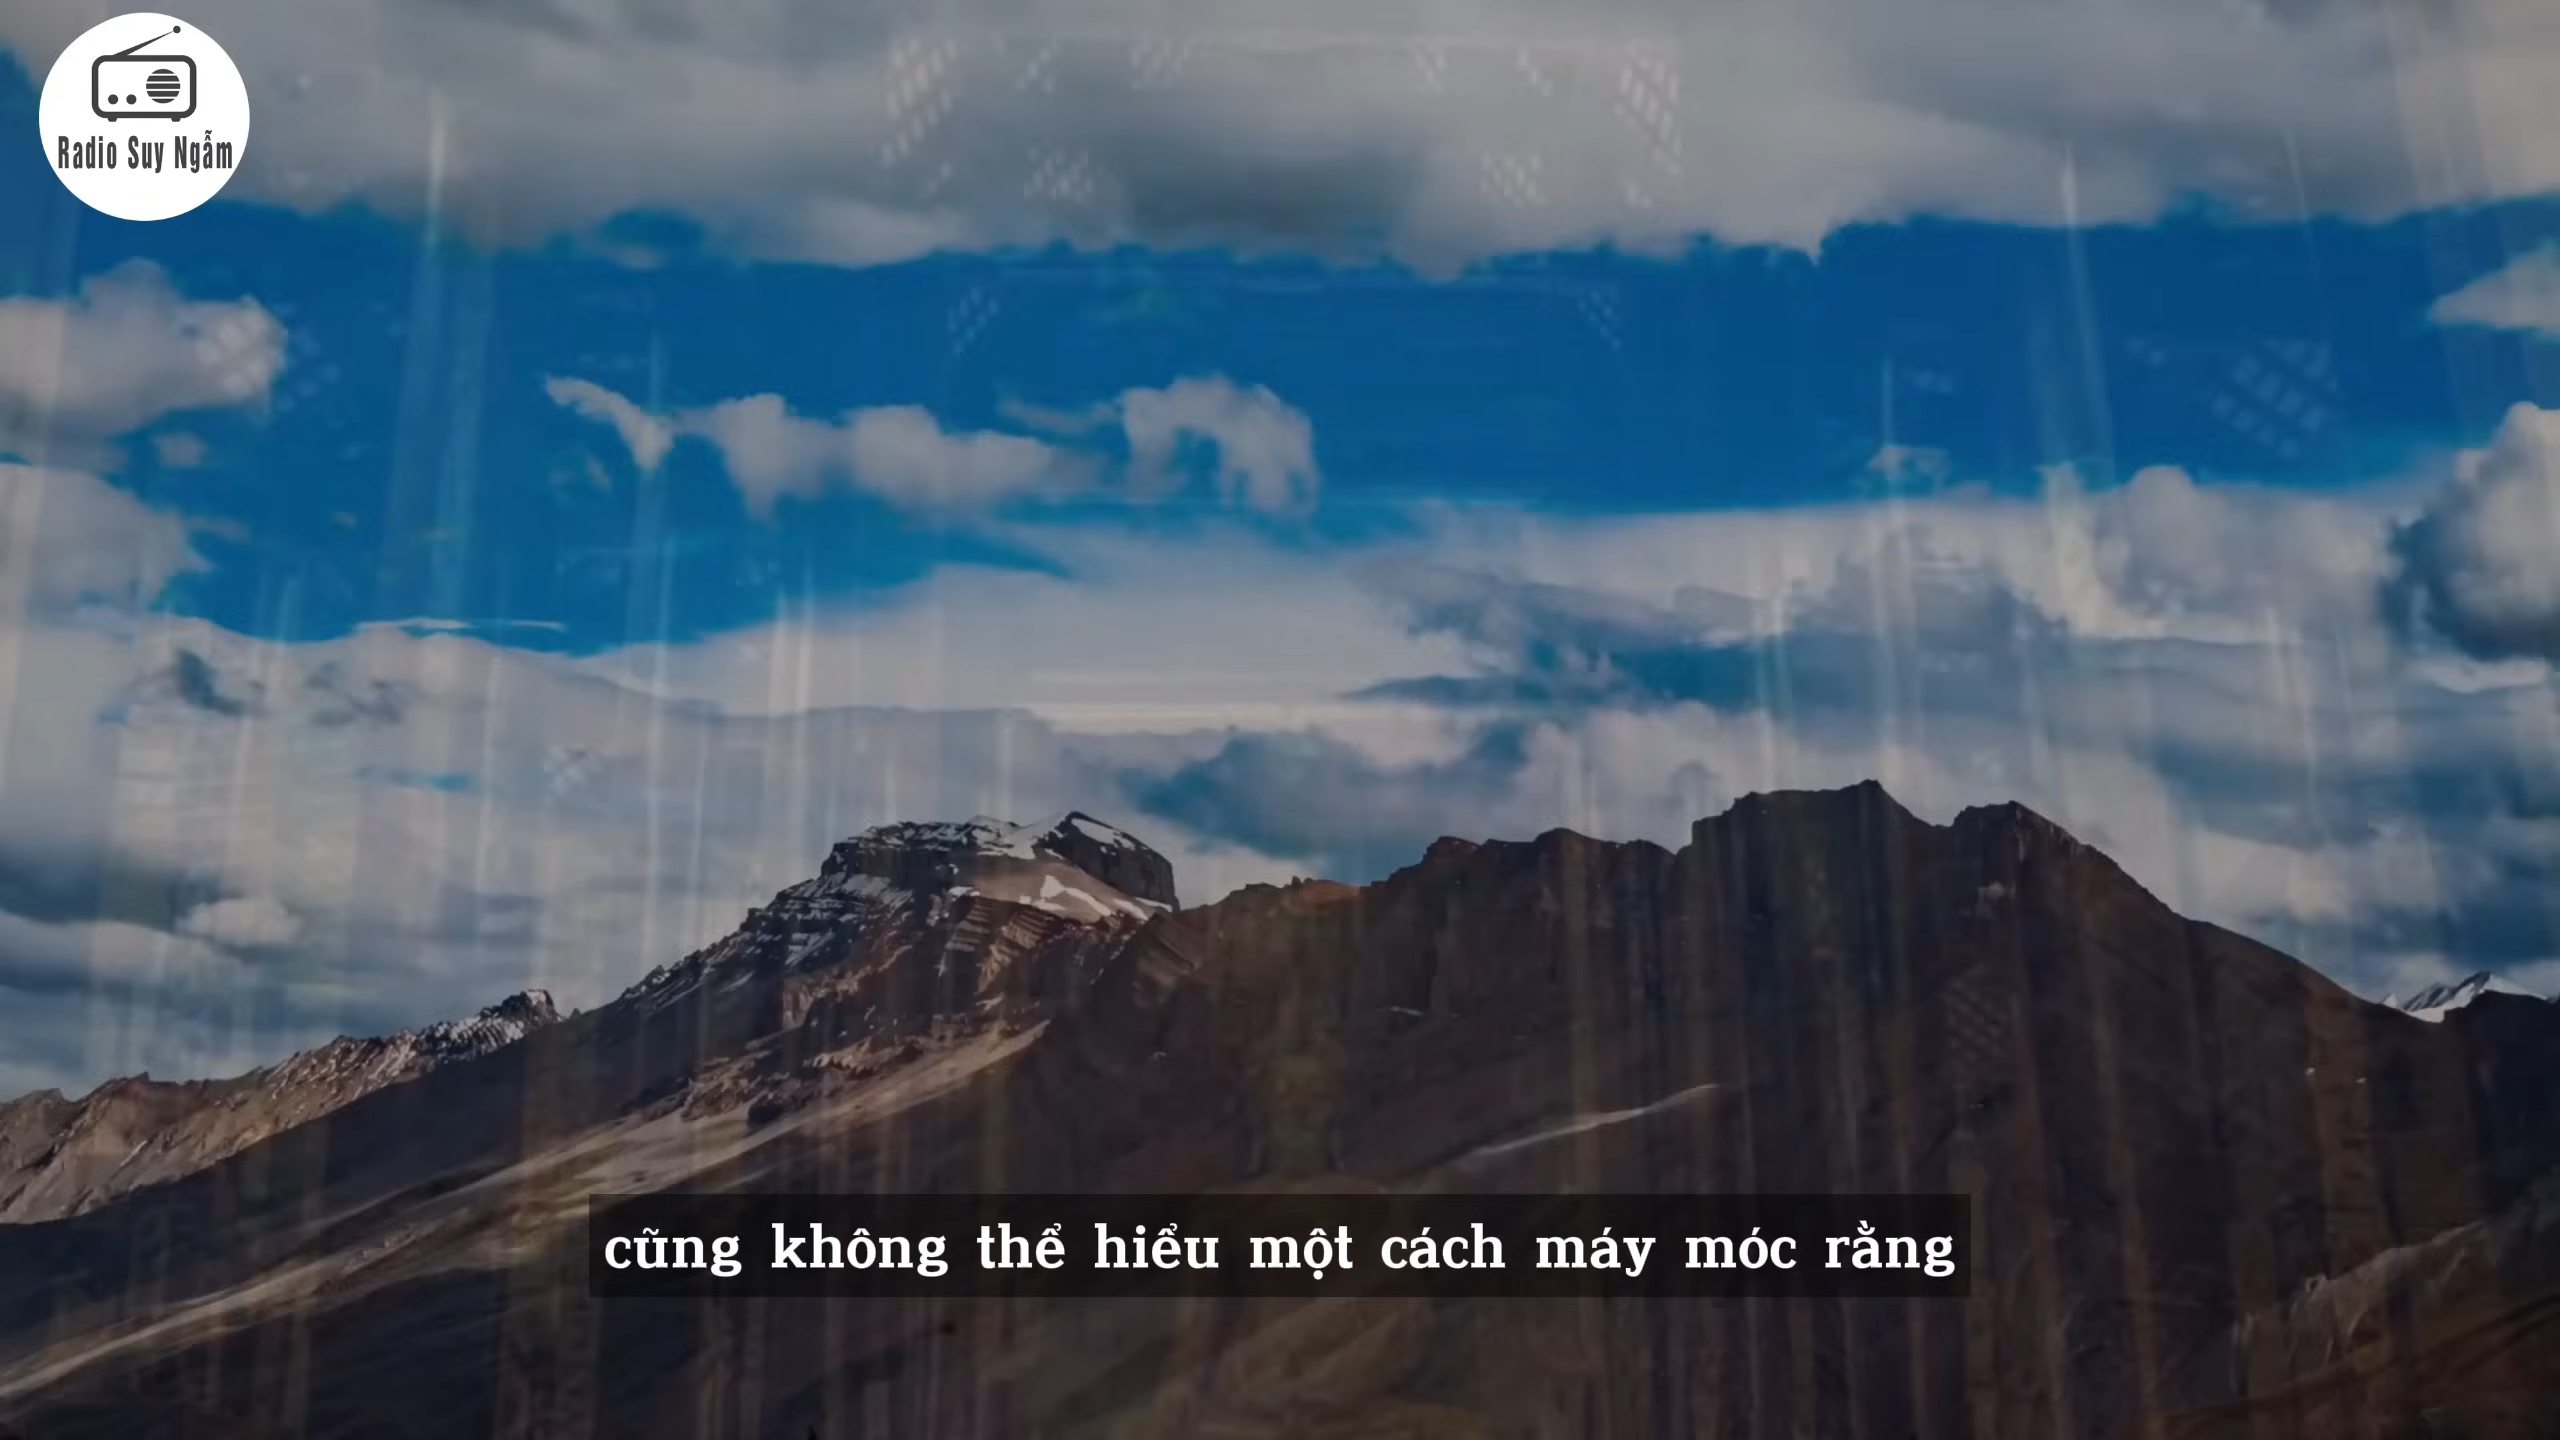 Radio Suy Ngẫm
cũng không thể hiểu một cách máy móc rằng